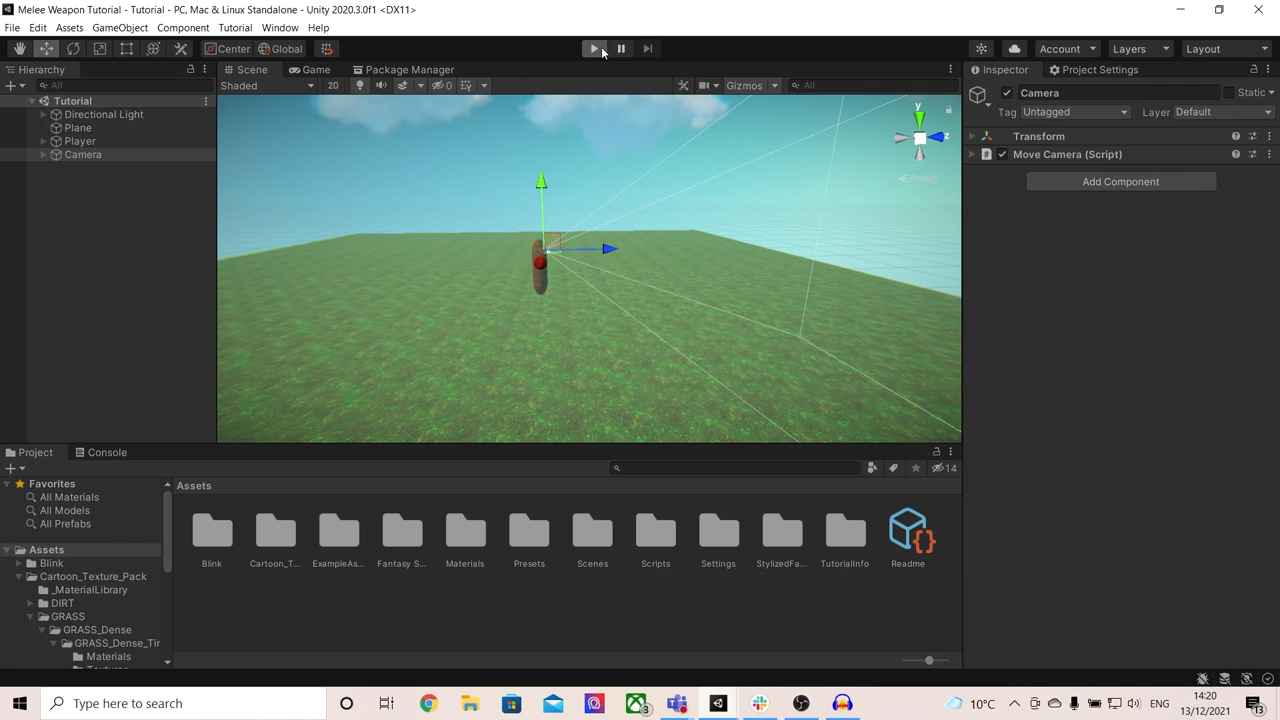 Melee Weapon Tutorial - Tutorial - PC, Mac & Linux Standalone - Unity 2020.3.0f1 <DX11>
File Edit Assets GameObject Component Tutorial Window Help
Center Global Account Layers Layout
Hierarchy Scene Game Package Manager Inspector Project Settings
All Shaded 2D 0 Gizmos All Camera Static
Tutorial
Directional Light
Plane
Player
Camera
y
z
Persp
Tag Untagged Layer Default
Transform
Move Camera (Script)
Add Component
Project Console
14
Favorites
All Materials
All Models
All Prefabs
Assets
Blink
Cartoon_Texture_Pack
_MaterialLibrary
DIRT
GRASS
GRASS_Dense
GRASS_Dense_Tir
Materials
Assets
Blink Cartoon_T... ExampleAs... Fantasy S... Materials Presets Scenes Scripts Settings StylizedFa... TutorialInfo Readme
Type here to search
3
10°C ENG
14:20
13/12/2021
13